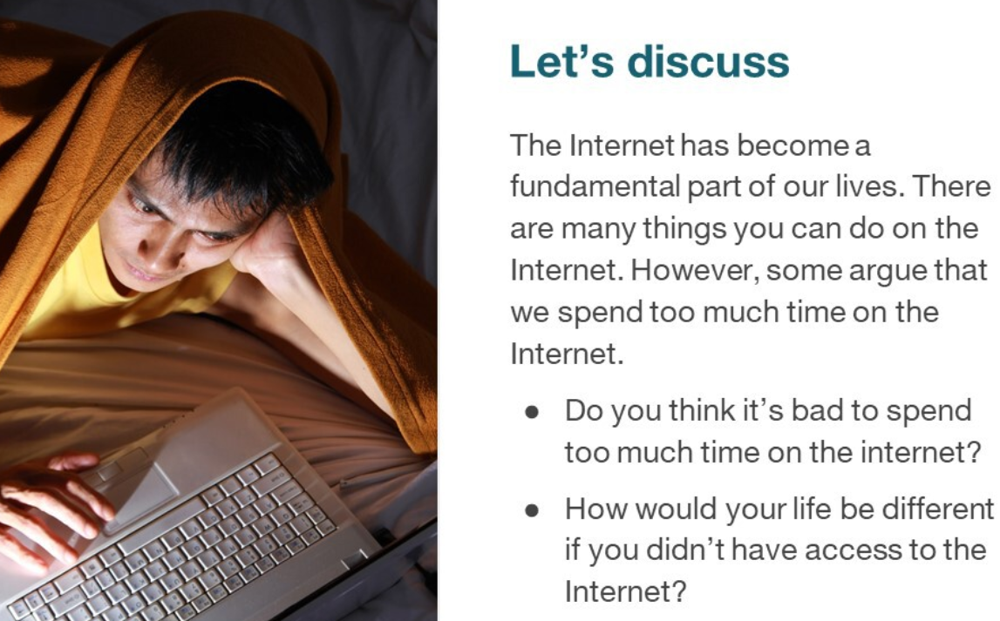 Let's discuss
The Internet has become a
fundamental part of our lives. There
are many things you can do on the
Internet. However, some argue that
we spend too much time on the
Internet.
● Do you think it's bad to spend
too much time on the internet?
● How would your life be different
if you didn't have access to the
Internet?